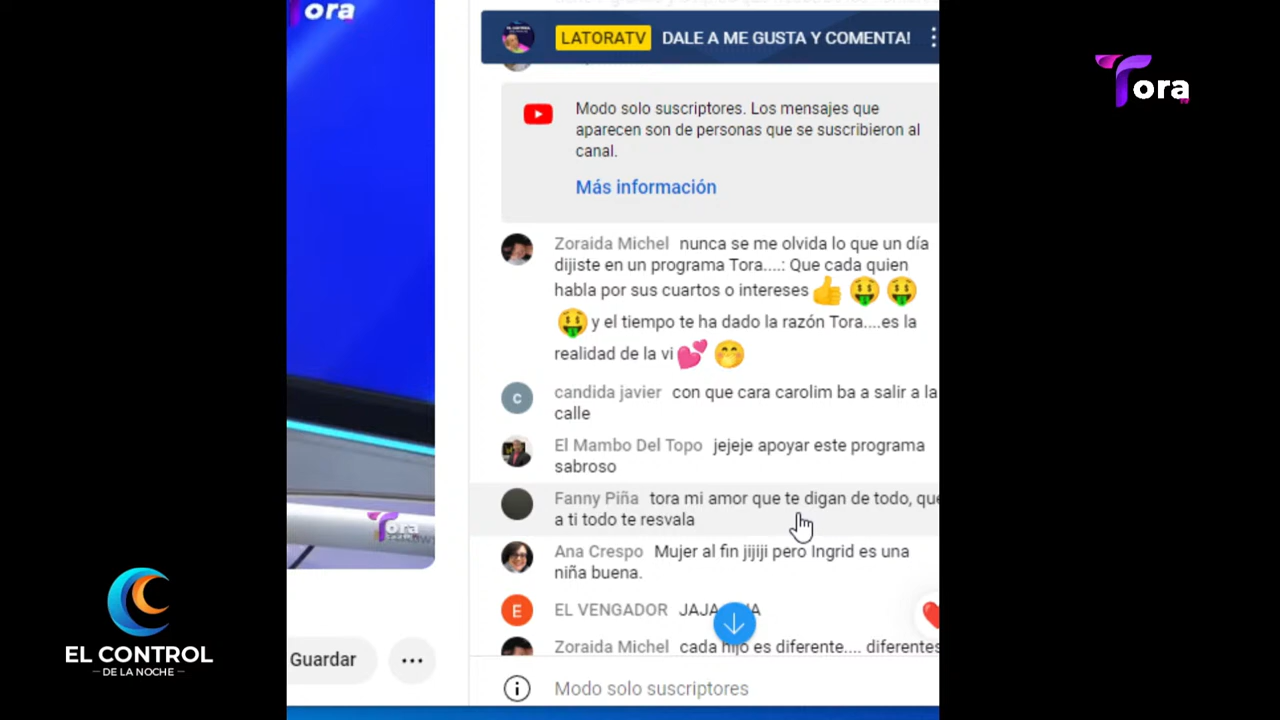 ora
LATORATV DALE A ME GUSTA Y COMENTA!
Tora
Modo solo suscriptores. Los mensajes que
aparecen son de personas que se suscribieron al
canal.
Más información
Zoraida Michel nunca se me olvida lo que un día
dijiste en un programa Tora....: Que cada quien
habla por sus cuartos o intereses 👍 🤑 🤑
🤑 y el tiempo te ha dado la razón Tora....es la
realidad de la vi 💕 🤭
C
candida javier con que cara carolim ba a salir a la
calle
El Mambo Del Topo jejeje apoyar este programa
sabroso
Fanny Piña tora mi amor que te digan de todo, que
a ti todo te resvala
Tora
Ana Crespo Mujer al fin jijiji pero Ingrid es una
niña buena.
E
EL VENGADOR
Zoraida Michel cada hijo es diferente.... diferentes
Guardar
Modo solo suscriptores
EL CONTROL
DE LA NOCHE